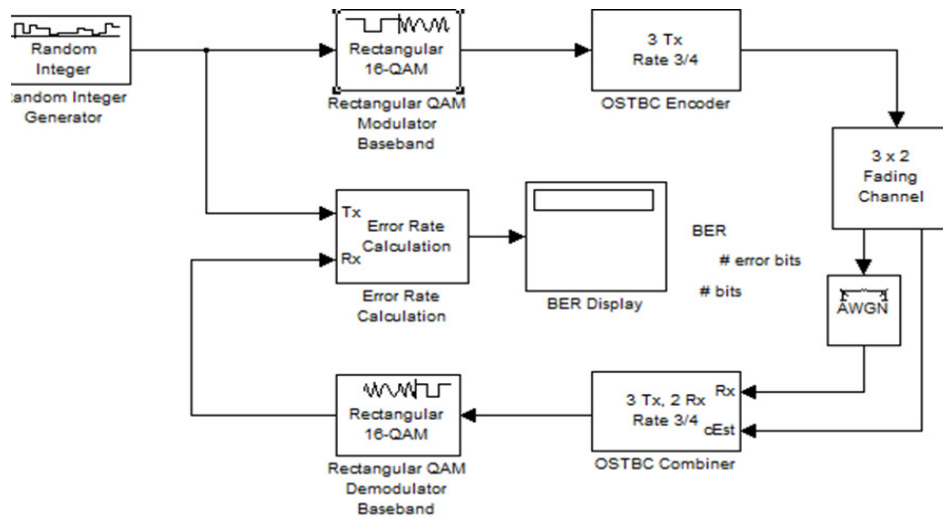 Random
Integer
andom Integer
Generator
Rectangular
16-QAM
Rectangular QAM
Modulator
Baseband
3 Tx
Rate 3/4
OSTBC Encoder
3 x 2
Fading
Channel
Tx
Error Rate
Calculation
Rx
Error Rate
Calculation
BER Display
BER
# error bits
# bits
AWGN
Rectangular
16-QAM
Rectangular QAM
Demodulator
Baseband
3 Tx, 2 Rx
Rate 3/4
Rx
cEst
OSTBC Combiner